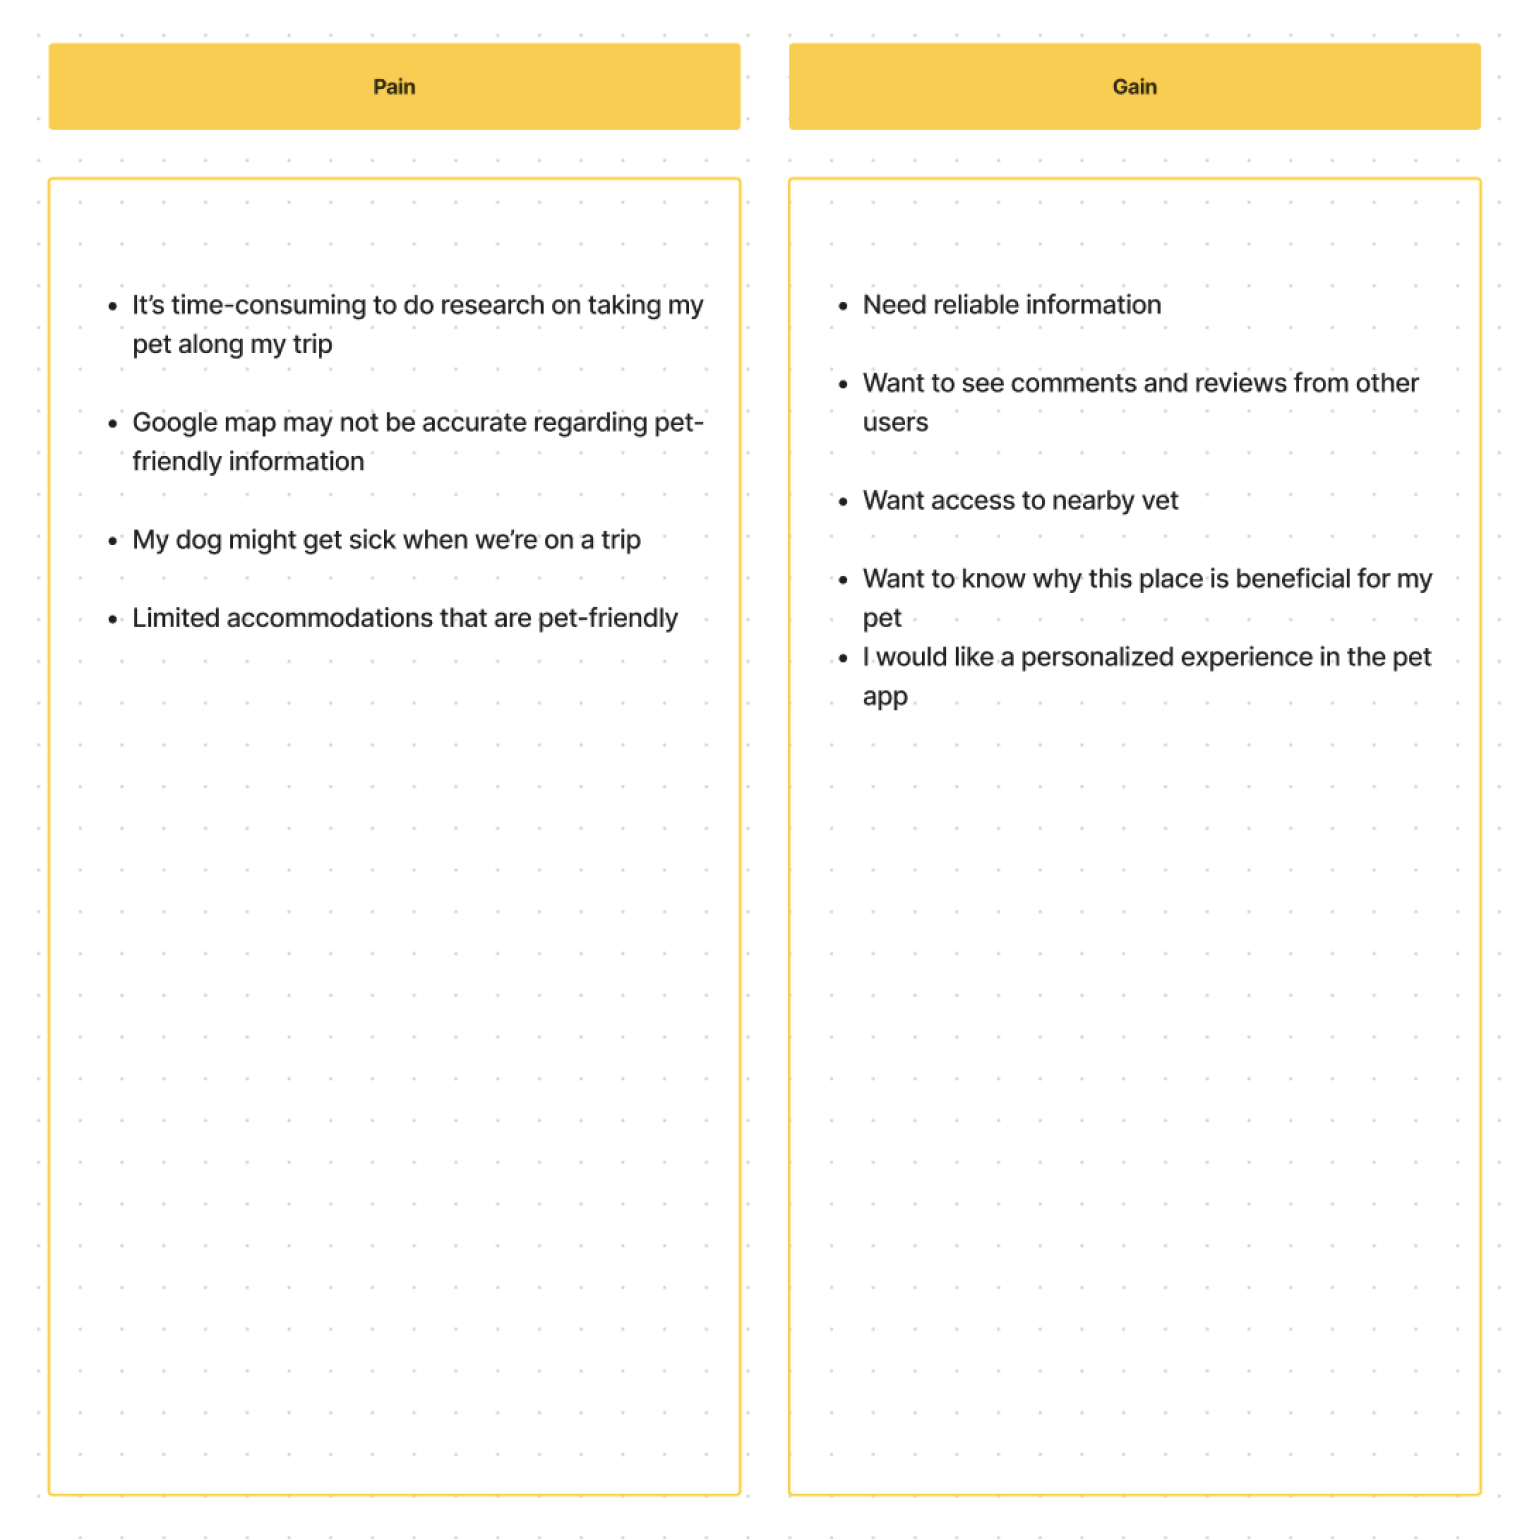 Pain
• It’s time-consuming to do research on taking my
pet along my trip
• Google map may not be accurate regarding pet-
friendly information
• My dog might get sick when we’re on a trip
• Limited accommodations that are pet-friendly
Gain
• Need reliable information
• Want to see comments and reviews from other
users
• Want access to nearby vet
• Want to know why this place is beneficial for my
pet
• I would like a personalized experience in the pet
app